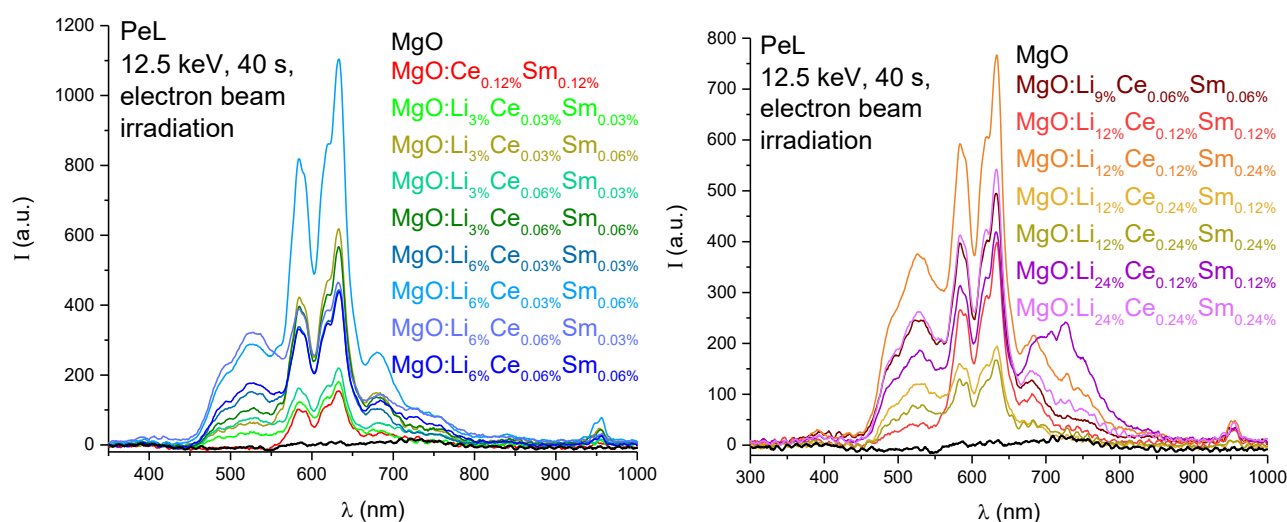 PeL
12.5 keV, 40 s,
electron beam
irradiation
MgO
MgO:Ce0.12%Sm0.12%
MgO:Li3%Ce0.03%Sm0.03%
MgO:Li3%Ce0.03%Sm0.06%
MgO:Li3%Ce0.06%Sm0.03%
MgO:Li3%Ce0.06%Sm0.06%
MgO:Li6%Ce0.03%Sm0.03%
MgO:Li6%Ce0.03%Sm0.06%
MgO:Li6%Ce0.06%Sm0.03%
MgO:Li6%Ce0.06%Sm0.06%
1200
1000
800
600
400
200
0
I (a.u.)
400 500 600 700 800 900 1000
λ (nm)
PeL
12.5 keV, 40 s,
electron beam
irradiation
MgO
MgO:Li9%Ce0.06%Sm0.06%
MgO:Li12%Ce0.12%Sm0.12%
MgO:Li12%Ce0.12%Sm0.24%
MgO:Li12%Ce0.24%Sm0.12%
MgO:Li12%Ce0.24%Sm0.24%
MgO:Li24%Ce0.12%Sm0.12%
MgO:Li24%Ce0.24%Sm0.24%
800
700
600
500
400
300
200
100
0
I (a.u.)
300 400 500 600 700 800 900 1000
λ (nm)